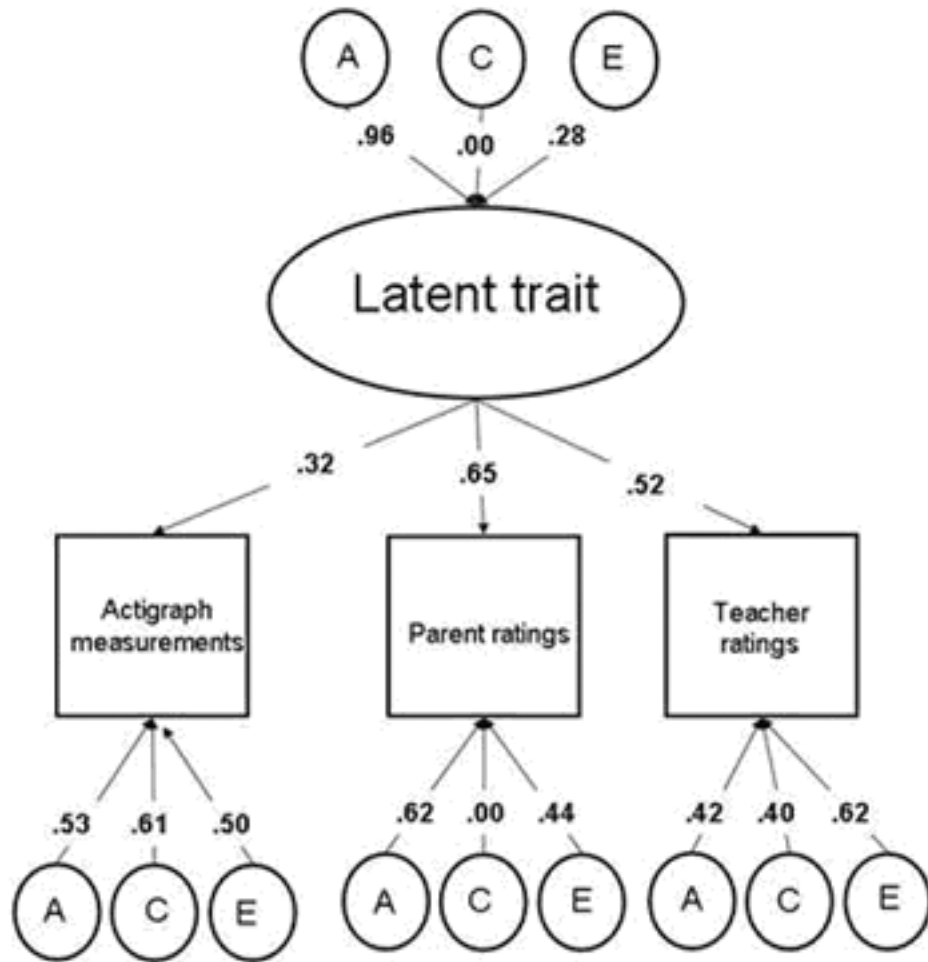 A C E
.96 .00 .28
Latent trait
.32 .65 .52
Actigraph
measurements
Parent ratings
Teacher
ratings
.53 .61 .50 .62 .00 .44 .42 .40 .62
A C E A C E A C E